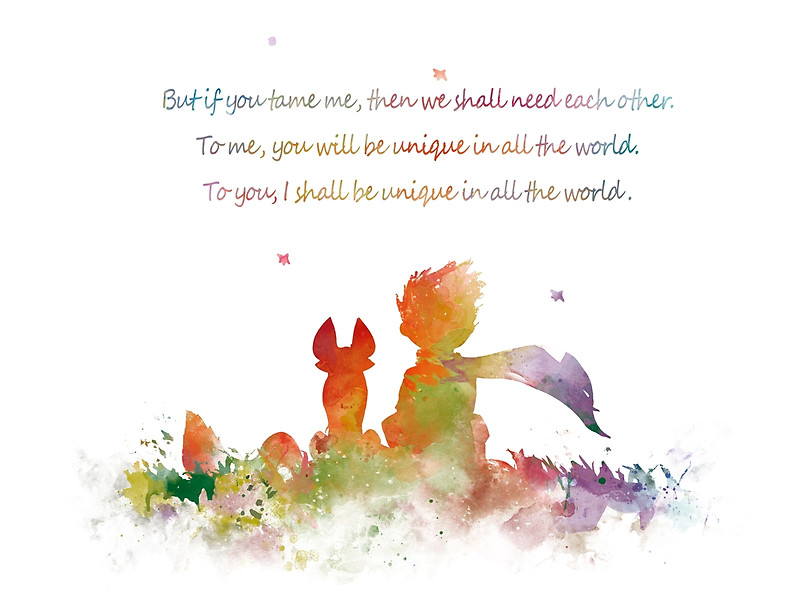 But if you tame me, then we shall need each other.
To me, you will be unique in all the world.
To you, I shall be unique in all the world.